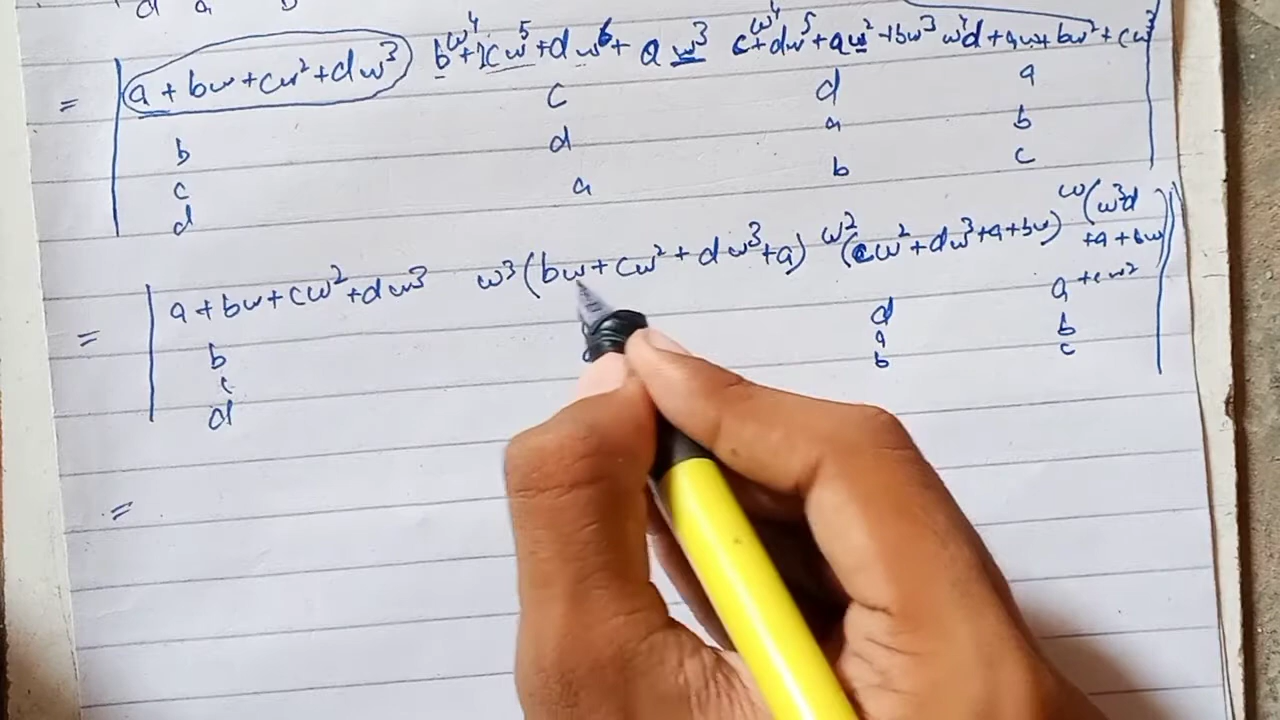 d a b
= | a + bω + cω² + dω³ bω⁴ + cω⁵ + dω⁶ + aω³ cω⁴ + dω⁵ + aω² + bω³ ω⁴d + aω + bω² + cω³ |
b c d a
c d a b
d a b c
= | a + bω + cω² + dω³ ω³(bω + cω² + dω³ + a) ω²(cω² + dω³ + a + bω) ω(ω³d + a + bω + cω²) |
b d a
c a b
d b c
=